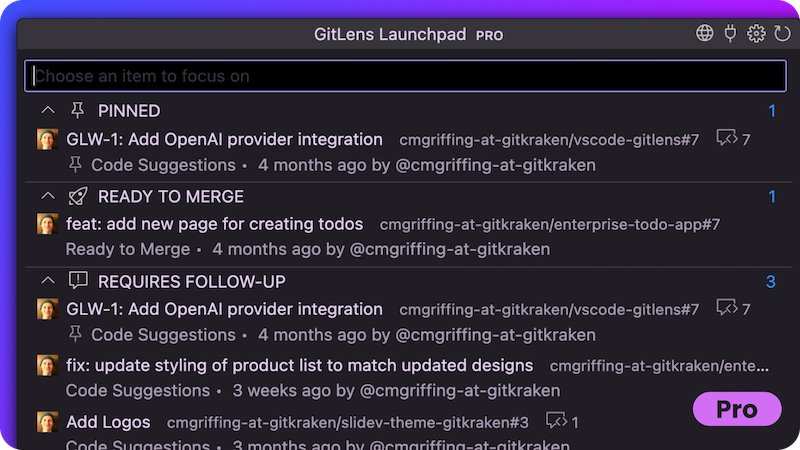 GitLens Launchpad PRO
Choose an item to focus on
PINNED 1
GLW-1: Add OpenAI provider integration cmgriffing-at-gitkraken/vscode-gitlens#7 7
Code Suggestions • 4 months ago by @cmgriffing-at-gitkraken
READY TO MERGE 1
feat: add new page for creating todos cmgriffing-at-gitkraken/enterprise-todo-app#7
Ready to Merge • 4 months ago by @cmgriffing-at-gitkraken
REQUIRES FOLLOW-UP 3
GLW-1: Add OpenAI provider integration cmgriffing-at-gitkraken/vscode-gitlens#7 7
Code Suggestions • 4 months ago by @cmgriffing-at-gitkraken
fix: update styling of product list to match updated designs cmgriffing-at-gitkraken/ente...
Code Suggestions • 3 weeks ago by @cmgriffing-at-gitkraken
Add Logos cmgriffing-at-gitkraken/slidev-theme-gitkraken#3 1
Code Suggestions • 3 months ago by @cmgriffing-at-gitkraken
Pro